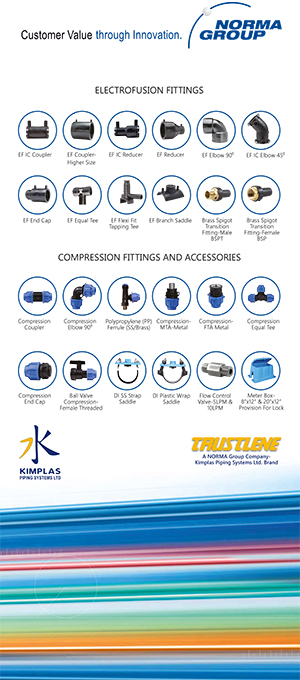 Customer Value through Innovation.
NORMA
GROUP
ELECTROFUSION FITTINGS
EF IC Coupler
EF Coupler-
Higher Size
EF IC Reducer
EF Reducer
EF Elbow 90⁰
EF IC Elbow 45⁰
EF End Cap
EF Equal Tee
EF Flexi Fit
Tapping Tee
EF Branch Saddle
Brass Spigot
Transition
Fitting-Male
BSPT
Brass Spigot
Transition
Fitting-Female
BSP
COMPRESSION FITTINGS AND ACCESSORIES
Compression
Coupler
Compression
Elbow 90⁰
Polypropylene (PP)
Ferrule (SS/Brass)
Compression-
MTA-Metal
Compression-
FTA Metal
Compression
Equal Tee
Compression
End Cap
Ball Valve
Compression-
Female Threaded
DI SS Strap
Saddle
DI Plastic Wrap
Saddle
Flow Control
Valve-5LPM &
10LPM
Meter Box-
8"x12" & 20"x12"
Provision For Lock
KIMPLAS
PIPING SYSTEMS LTD
TRUSTLENE
A NORMA Group Company-
Kimplas Piping Systems Ltd. Brand